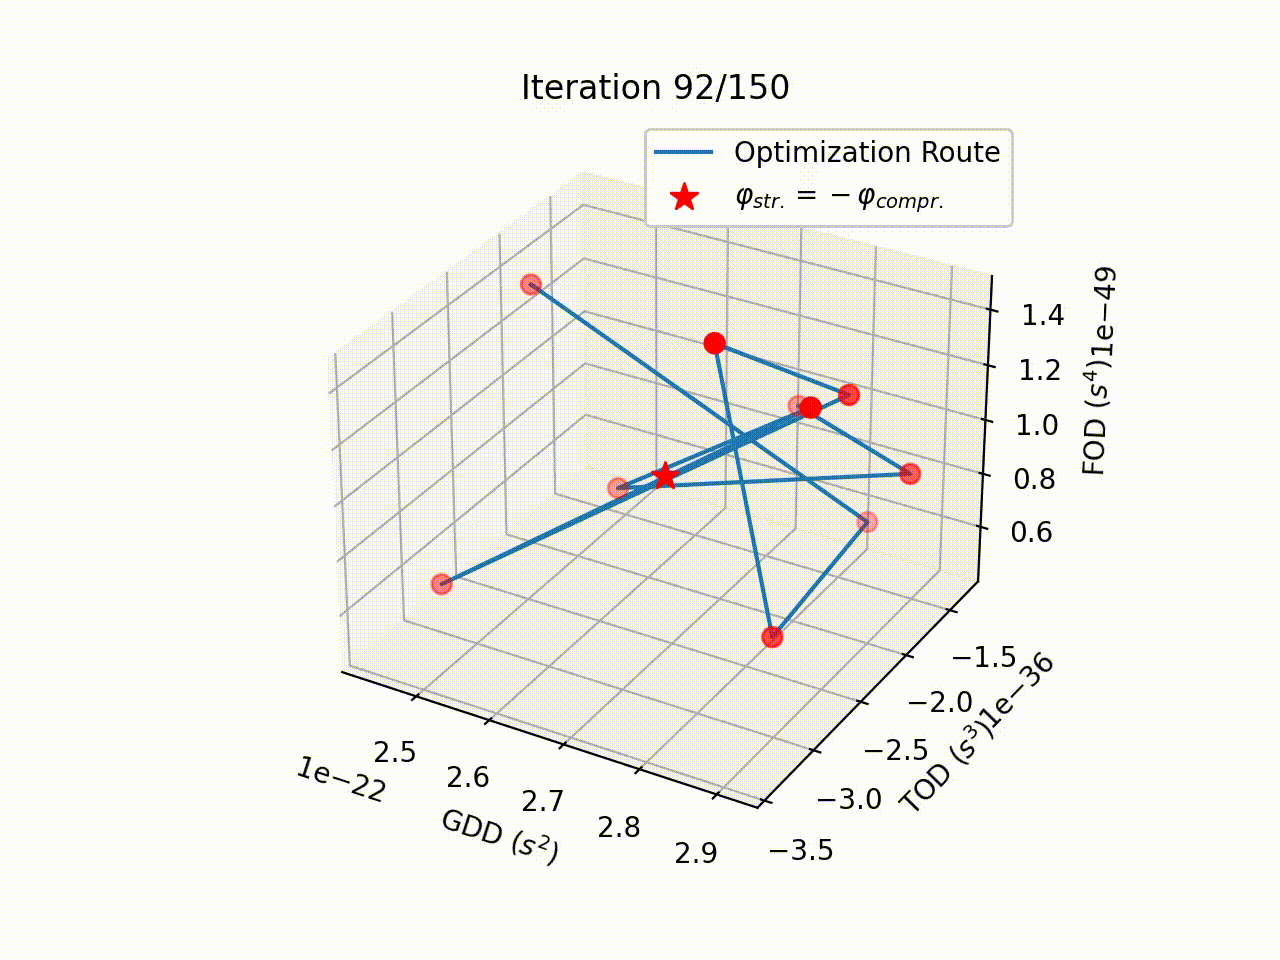 Iteration 92/150
Optimization Route
φstr. = −φcompr.
1.4
1.2
1.0
0.8
0.6
FOD (s⁴)1e−49
−1.5
−2.0
−2.5
−3.0
−3.5
TOD (s³)1e−36
2.5
2.6
2.7
2.8
2.9
1e−22
GDD (s²)